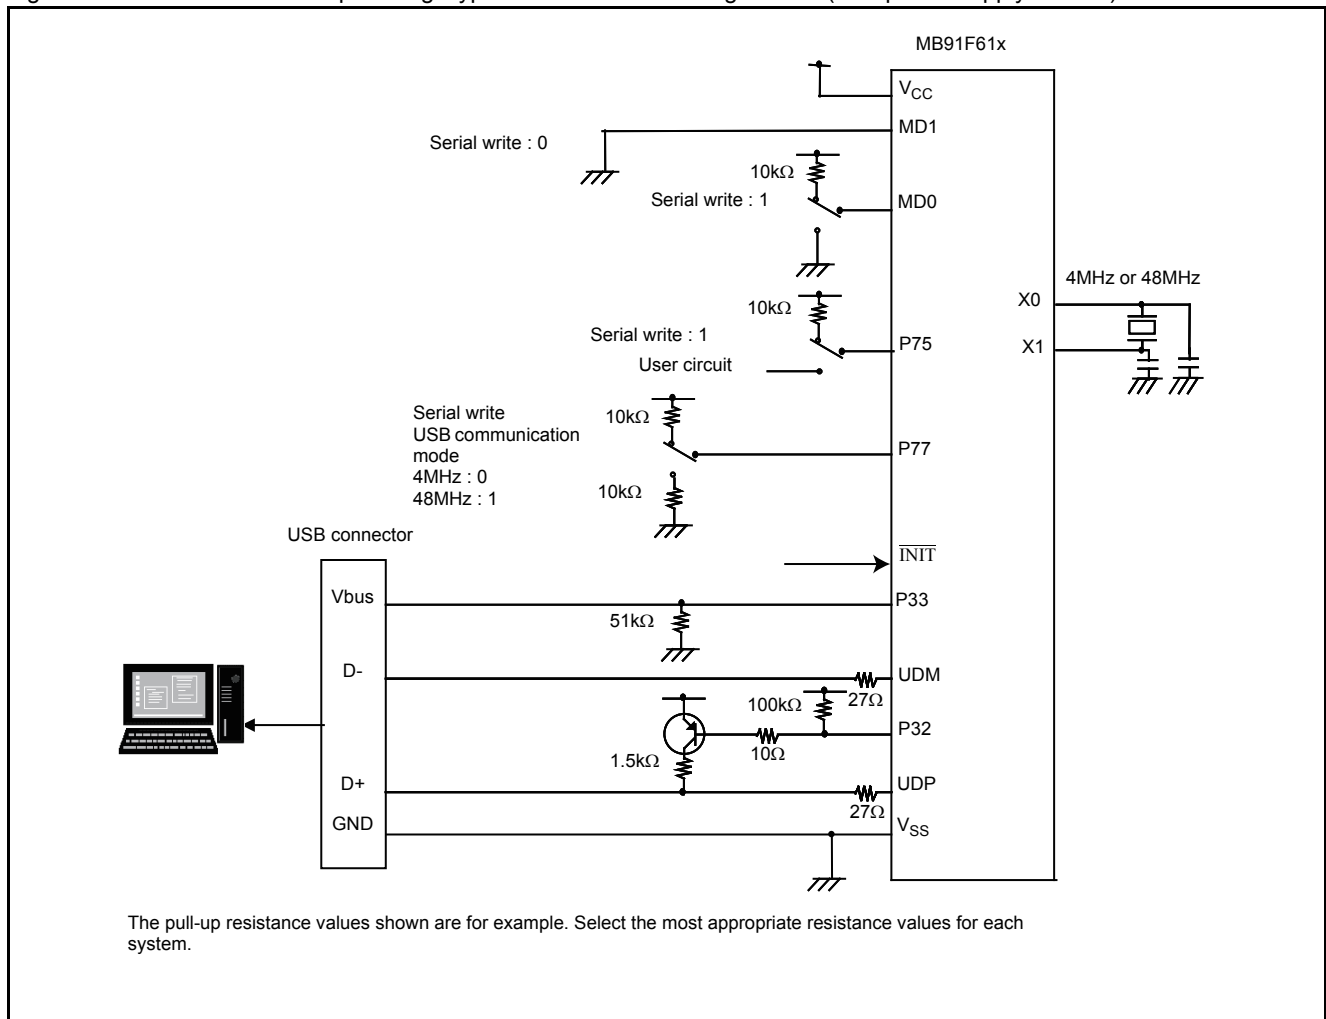 MB91F61x
VCC
MD1
Serial write : 0
10kΩ
Serial write : 1
MD0
4MHz or 48MHz
X0
10kΩ
Serial write : 1
P75
X1
User circuit
Serial write
USB communication
mode
4MHz : 0
48MHz : 1
10kΩ
P77
10kΩ
USB connector
INIT
Vbus
P33
51kΩ
D-
UDM
27Ω
100kΩ
P32
10Ω
1.5kΩ
D+
UDP
27Ω
GND
VSS
The pull-up resistance values shown are for example. Select the most appropriate resistance values for each
system.